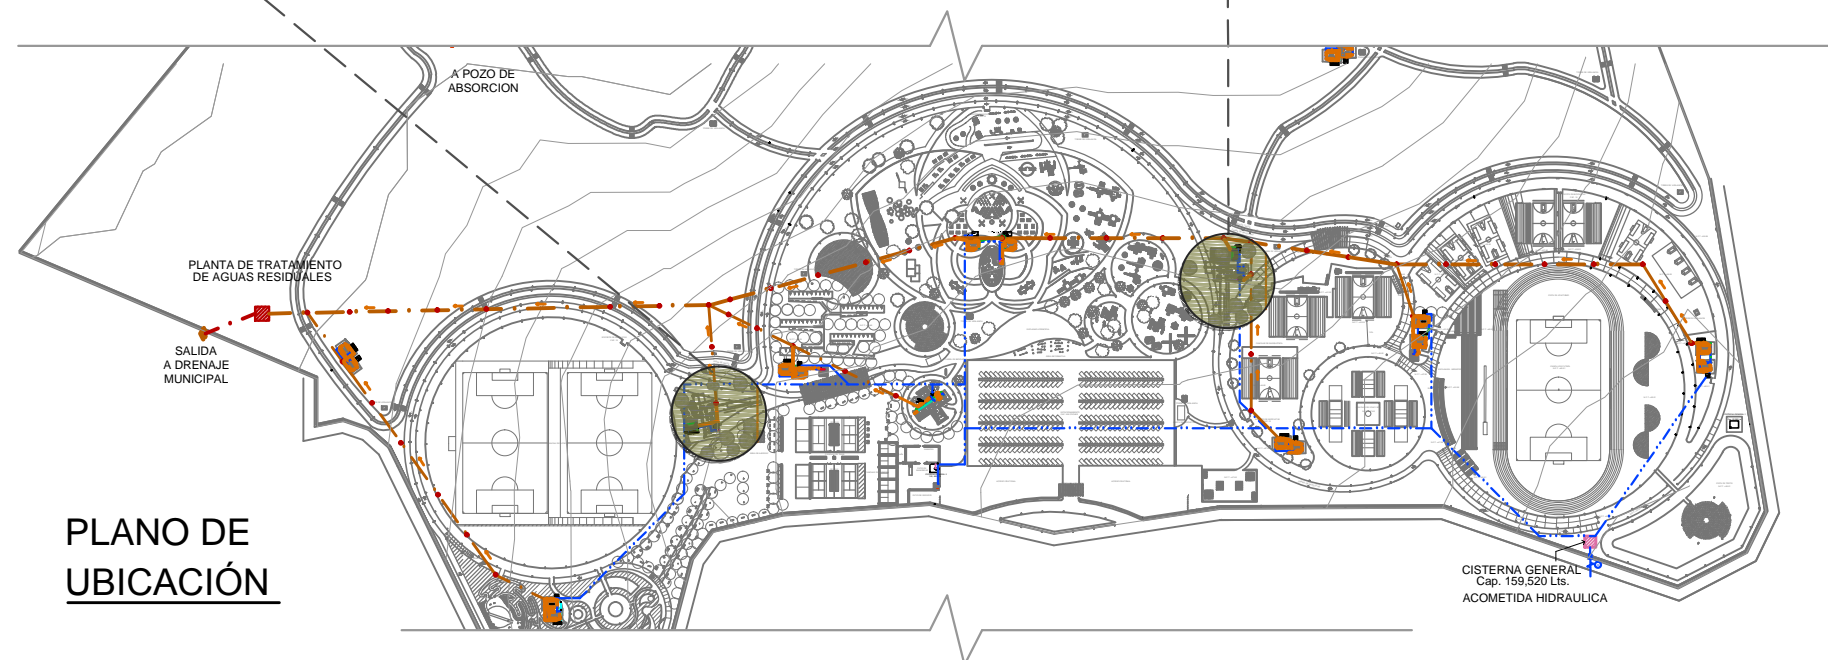 A POZO DE
ABSORCION
PLANTA DE TRATAMIENTO
DE AGUAS RESIDUALES
SALIDA
A DRENAJE
MUNICIPAL
PLANO DE
UBICACIÓN
CISTERNA GENERAL
Cap. 159,520 Lts.
ACOMETIDA HIDRAULICA